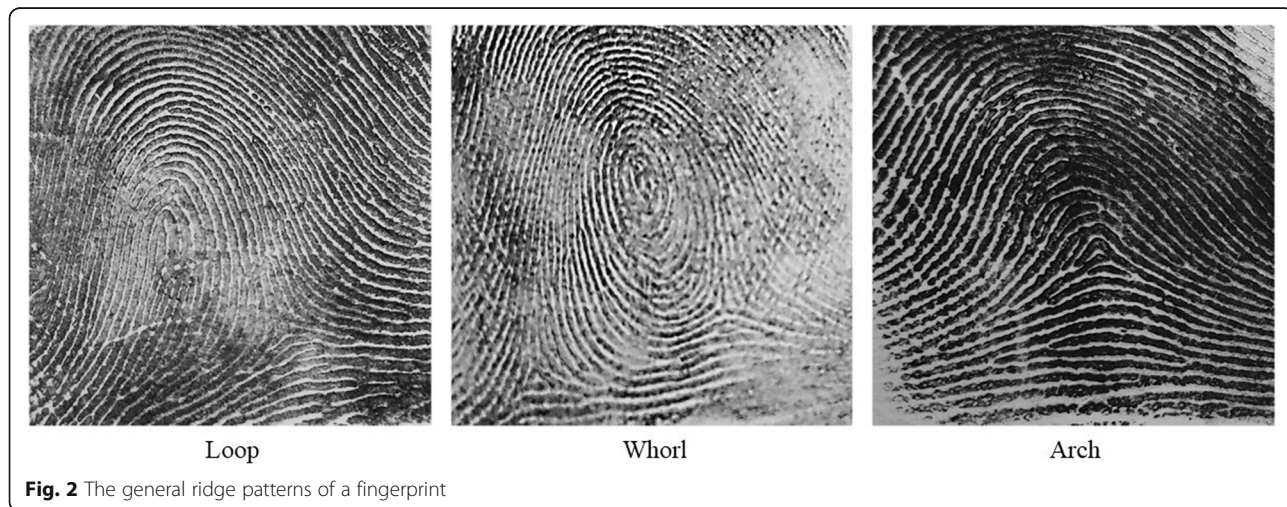 Loop
Whorl
Arch
Fig. 2 The general ridge patterns of a fingerprint